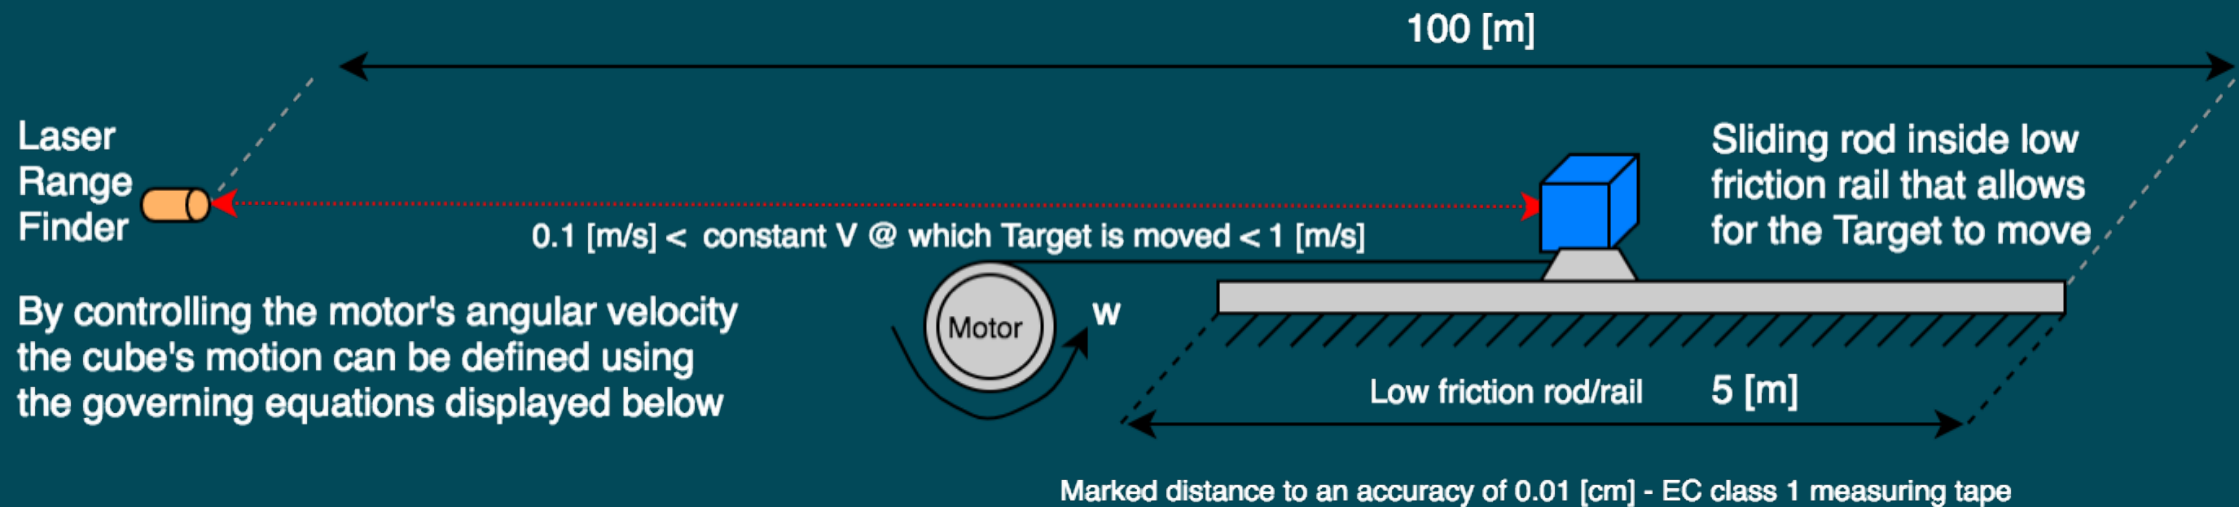 100 [m]
Laser
Range
Finder
Sliding rod inside low
friction rail that allows
for the Target to move
0.1 [m/s] < constant V @ which Target is moved < 1 [m/s]
By controlling the motor's angular velocity
the cube's motion can be defined using
the governing equations displayed below
Motor
w
Low friction rod/rail 5 [m]
Marked distance to an accuracy of 0.01 [cm] - EC class 1 measuring tape